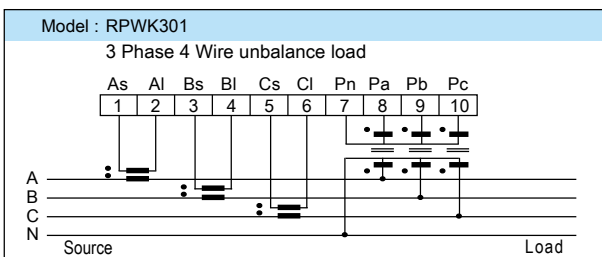 Model : RPWK301
3 Phase 4 Wire unbalance load
As Al Bs Bl Cs Cl Pn Pa Pb Pc
1 2 3 4 5 6 7 8 9 10
A
B
C
N
Source Load